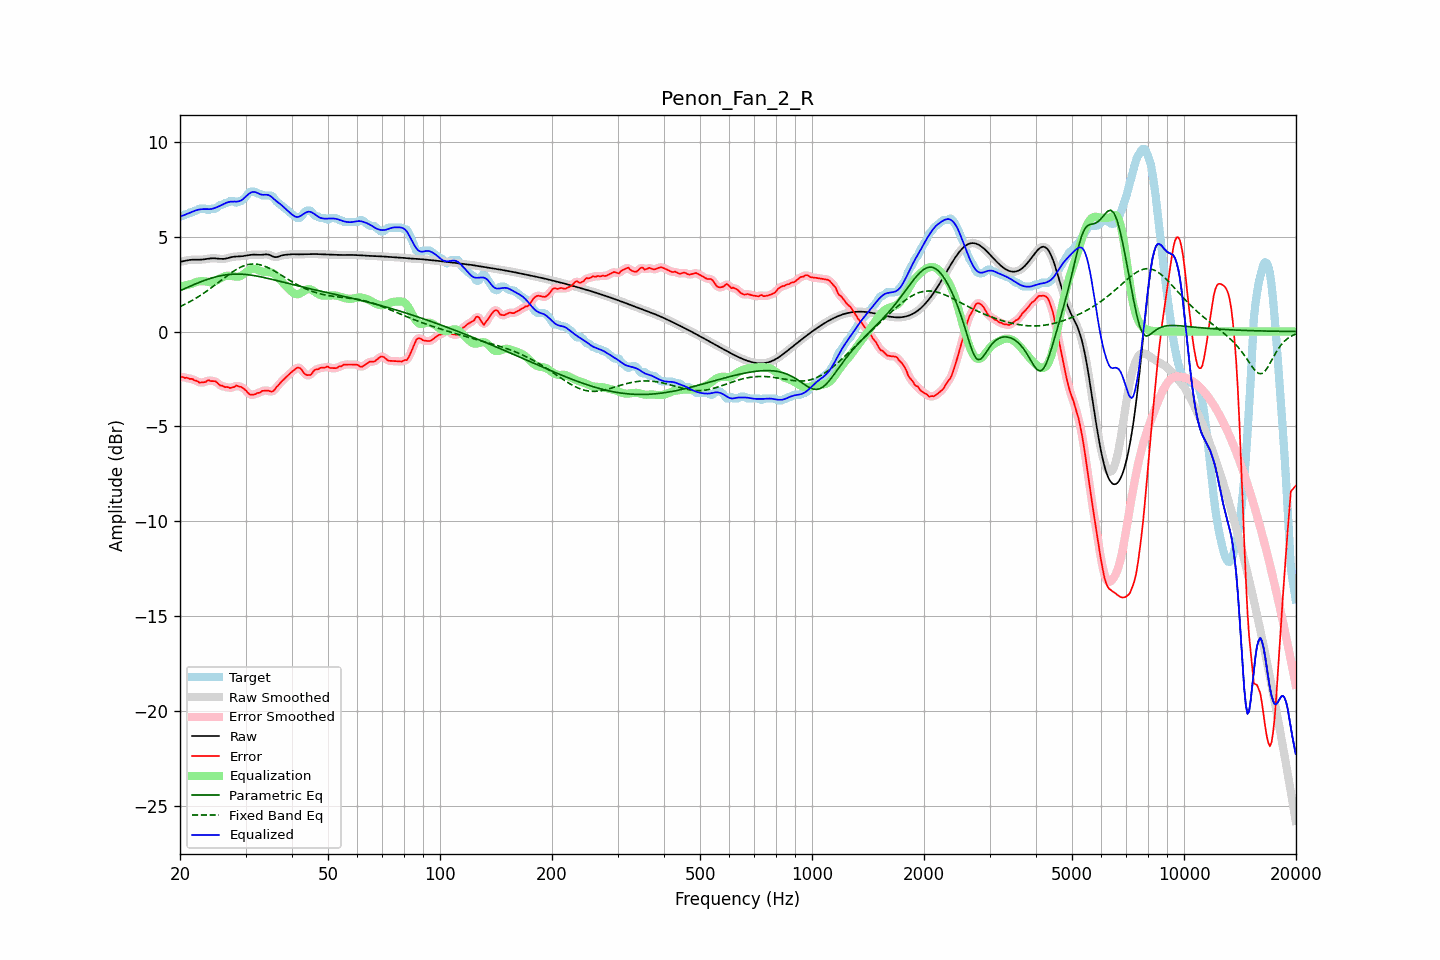 Penon_Fan_2_R
10
5
0
−5
−10
−15
−20
−25
Amplitude (dBr)
Target
Raw Smoothed
Error Smoothed
Raw
Error
Equalization
Parametric Eq
Fixed Band Eq
Equalized
20 50 100 200 500 1000 2000 5000 10000 20000
Frequency (Hz)